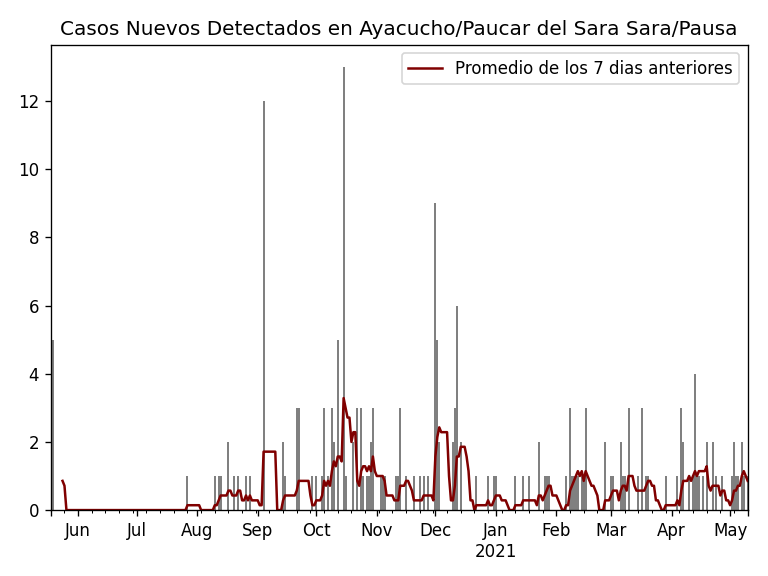 Casos Nuevos Detectados en Ayacucho/Paucar del Sara Sara/Pausa
Promedio de los 7 dias anteriores
12
10
8
6
4
2
0
Jun Jul Aug Sep Oct Nov Dec Jan Feb Mar Apr May
2021